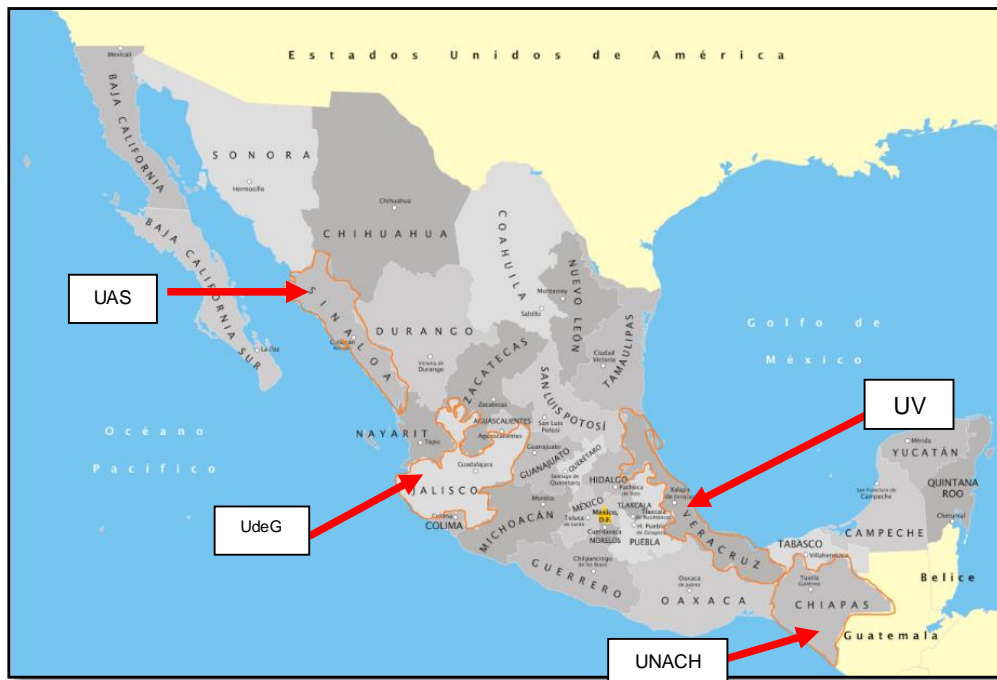 Estados Unidos de América
Mexicali
BAJA CALIFORNIA
SONORA
Hermosillo
Chihuahua
CHIHUAHUA
COAHUILA
BAJA CALIFORNIA SUR
La Paz
UAS
SINALOA
DURANGO
Victoria de
Durango
Monterrey
Saltillo
NUEVO LEÓN
Ciudad
Victoria
TAMAULIPAS
Golfo de
México
ZACATECAS
Zacatecas
SAN LUIS POTOSÍ
San Luis
Potosí
AGUASCALIENTES
Aguascalientes
NAYARIT
Tepic
Océano
Pacífico
UV
Guanajuato
GUANAJUATO
QUERÉTARO
Santiago de
Querétaro
HIDALGO
Pachuca
de Soto
Guadalajara
JALISCO
UdeG
Colima
COLIMA
Morelia
MICHOACÁN
MÉXICO
Toluca
de Lerdo
México,
D.F.
Cuernavaca
MORELOS
TLAXCALA
Tlaxcala
H. Puebla
de Zaragoza
PUEBLA
VERACRUZ
Chilpancingo
de los Bravo
GUERRERO
Oaxaca
de Juárez
OAXACA
Mérida
YUCATÁN
San Francisco de
Campeche
CAMPECHE
QUINTANA
ROO
Chetumal
TABASCO
Villahermosa
Tuxtla
Gutiérrez
CHIAPAS
Belice
Guatemala
UNACH